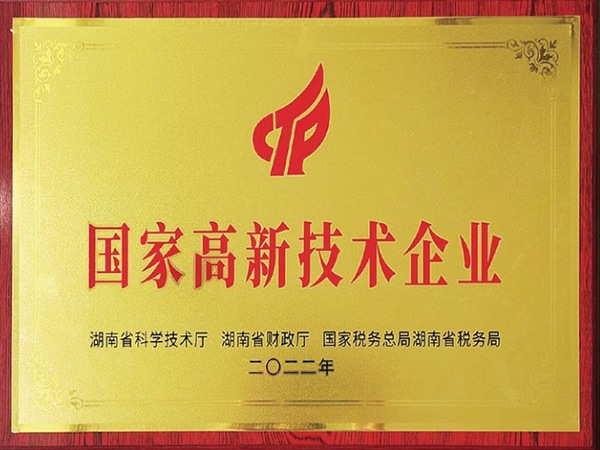 CTP
国家高新技术企业
湖南省科学技术厅 湖南省财政厅 国家税务总局湖南省税务局
二〇二二年